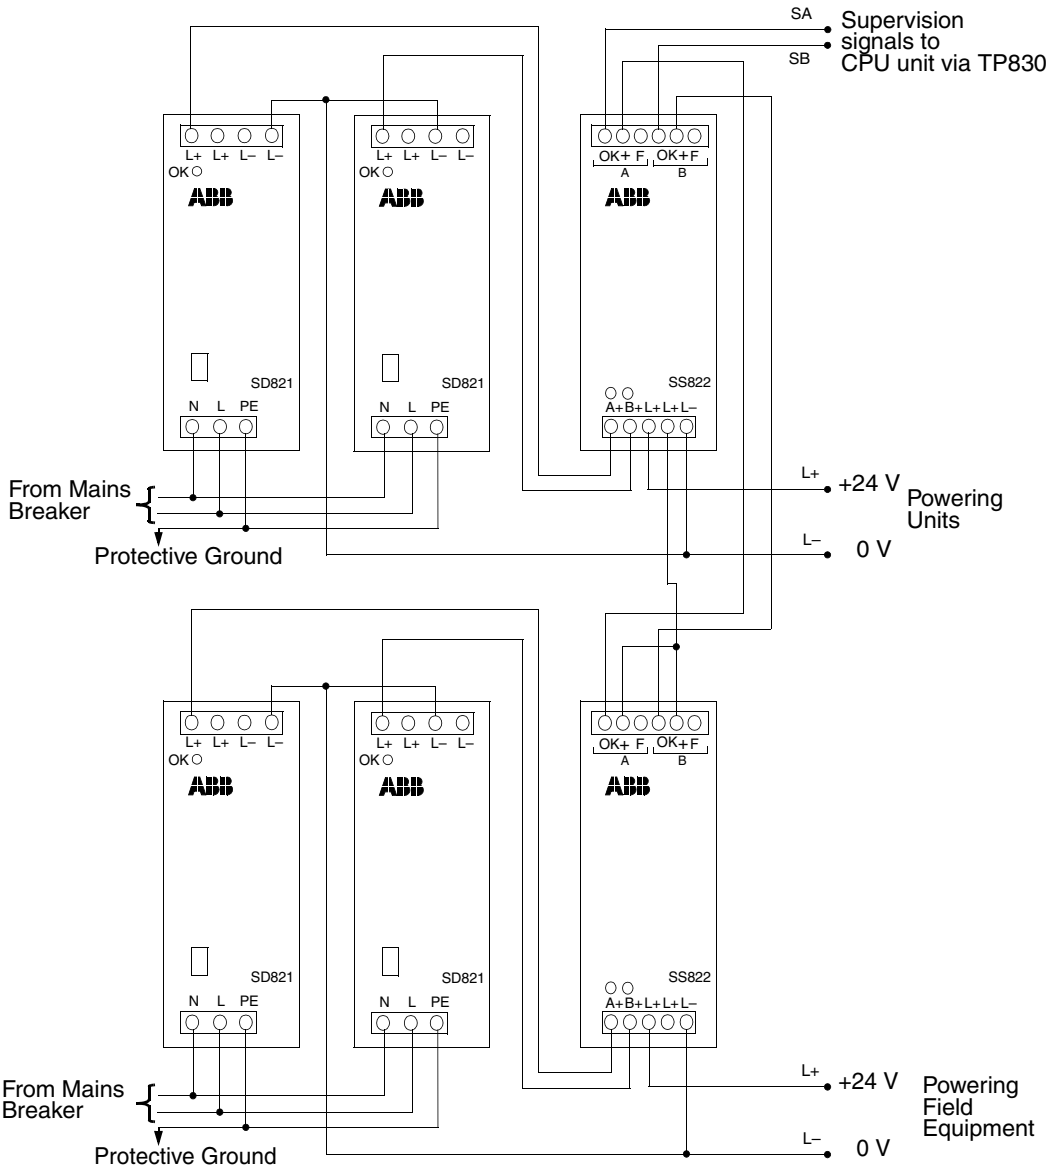 SA
Supervision
signals to
SB
CPU unit via TP830
L+ L+ L– L–
L+ L+ L– L–
OK+ F OK+F
A B
OK
OK
ABB
ABB
ABB
SD821
SD821
SS822
N L PE
N L PE
A+B+L+L+L–
From Mains
Breaker
L+
+24 V
Powering
Units
Protective Ground
L–
0 V
L+ L+ L– L–
L+ L+ L– L–
OK+ F OK+F
A B
OK
OK
ABB
ABB
ABB
SD821
SD821
SS822
N L PE
N L PE
A+B+L+L+L–
From Mains
Breaker
L+
+24 V
Powering
Field
Equipment
Protective Ground
L–
0 V